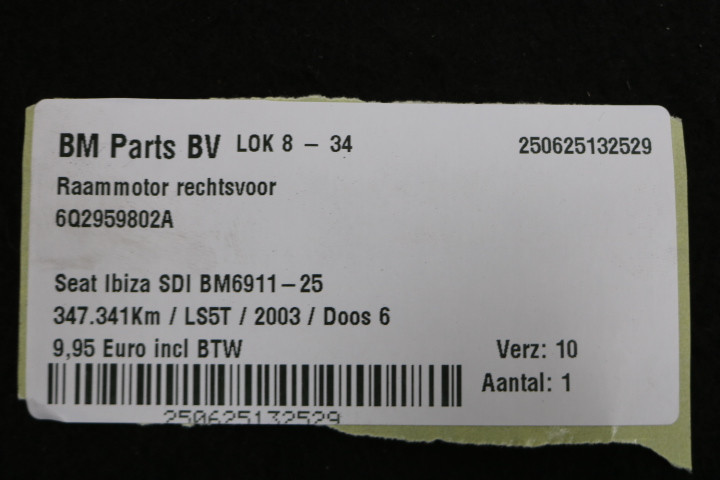 BM Parts BV LOK 8 – 34 250625132529
Raammotor rechtsvoor
6Q2959802A
Seat Ibiza SDI BM6911–25
347.341Km / LS5T / 2003 / Doos 6
9,95 Euro incl BTW Verz: 10
Aantal: 1
250625132529